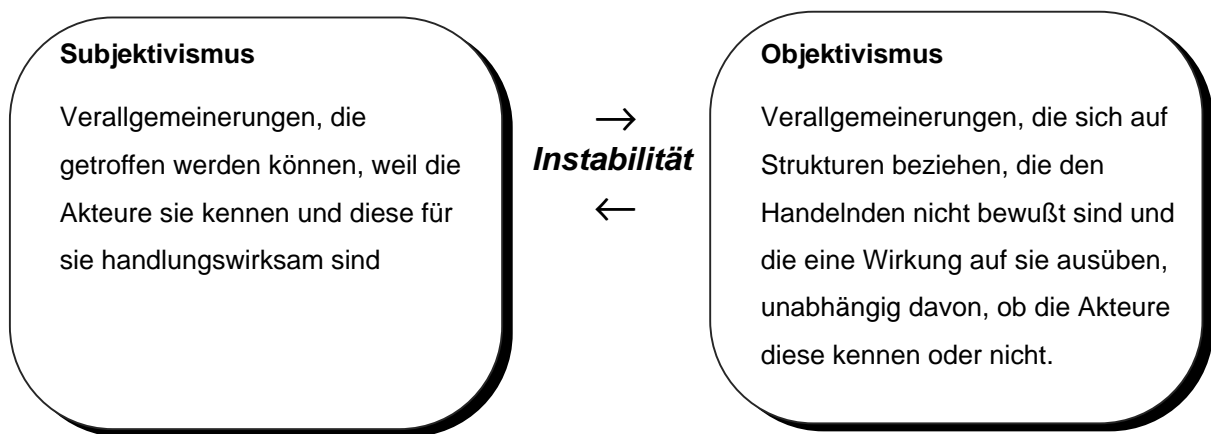 Subjektivismus
Verallgemeinerungen, die
getroffen werden können, weil die
Akteure sie kennen und diese für
sie handlungswirksam sind
→
Instabilität
←
Objektivismus
Verallgemeinerungen, die sich auf
Strukturen beziehen, die den
Handelnden nicht bewußt sind und
die eine Wirkung auf sie ausüben,
unabhängig davon, ob die Akteure
diese kennen oder nicht.